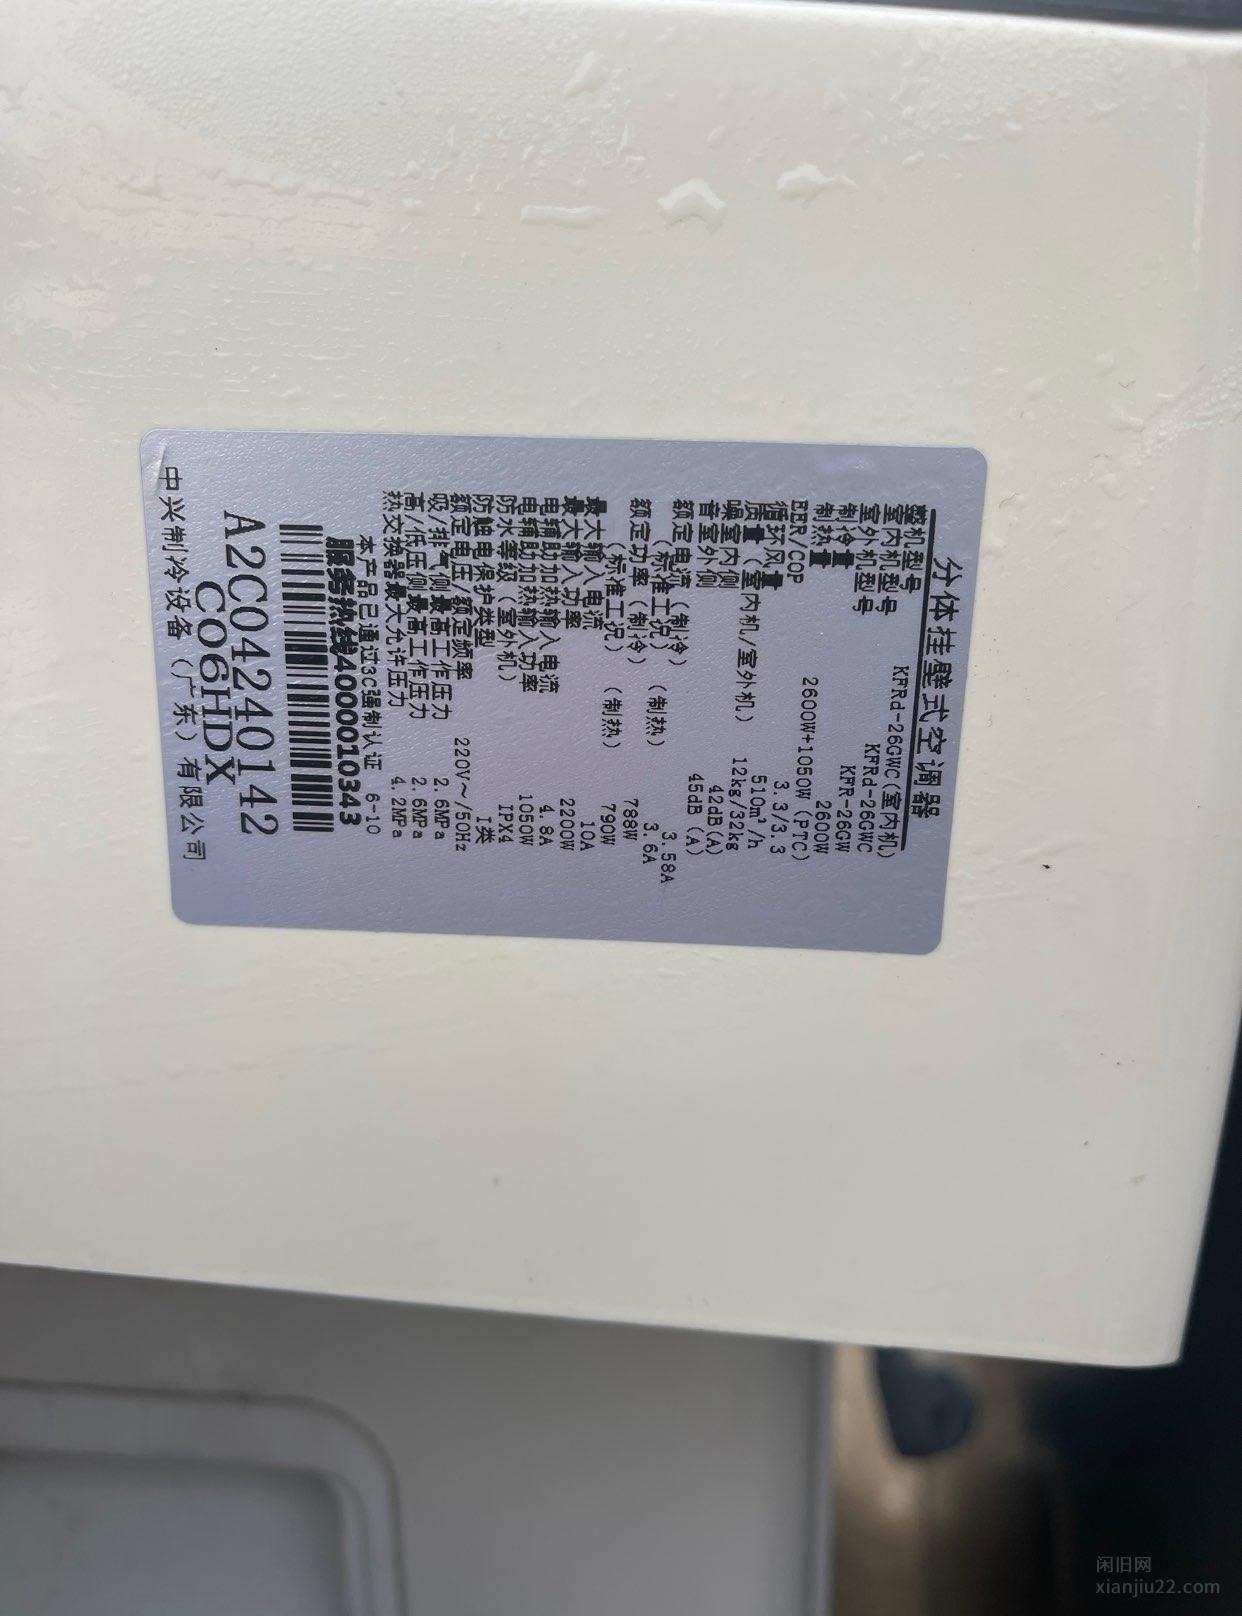 分体挂壁式空调器
整机型号 KFRd-26GWC(室内机)
室内机型号 KFRd-26GWC
室外机型号 KFR-26GW
制冷量 2600W
制热量 2600W+1050W(PTC)
EER/COP 3.3/3.3
循环风量 510m³/h
质量(室内机/室外机) 12kg/32kg
噪室内侧 42dB(A)
音室外侧 45dB(A)
额定电流(制冷) 3.58A
(标准工况)(制热) 3.6A
额定功率(制冷) 788W
(标准工况)(制热) 790W
最大输入电流 10A
最大输入功率 2200W
电辅助加热输入电流 4.8A
电辅助加热输入功率 1050W
防水等级(室外机) IPX4
防触电保护类型 I类
额定电压/额定频率 220V~/50Hz
吸/排气侧最高工作压力 2.6MPa
高/低压侧最高工作压力 2.6MPa
热交换器最大允许压力 4.2MPa
本产品已通过3C强制认证 6-10
服务热线4000010343
A2C04240142
C06HDX
中兴制冷设备(广东)有限公司
闲旧网
xianjiu22.com